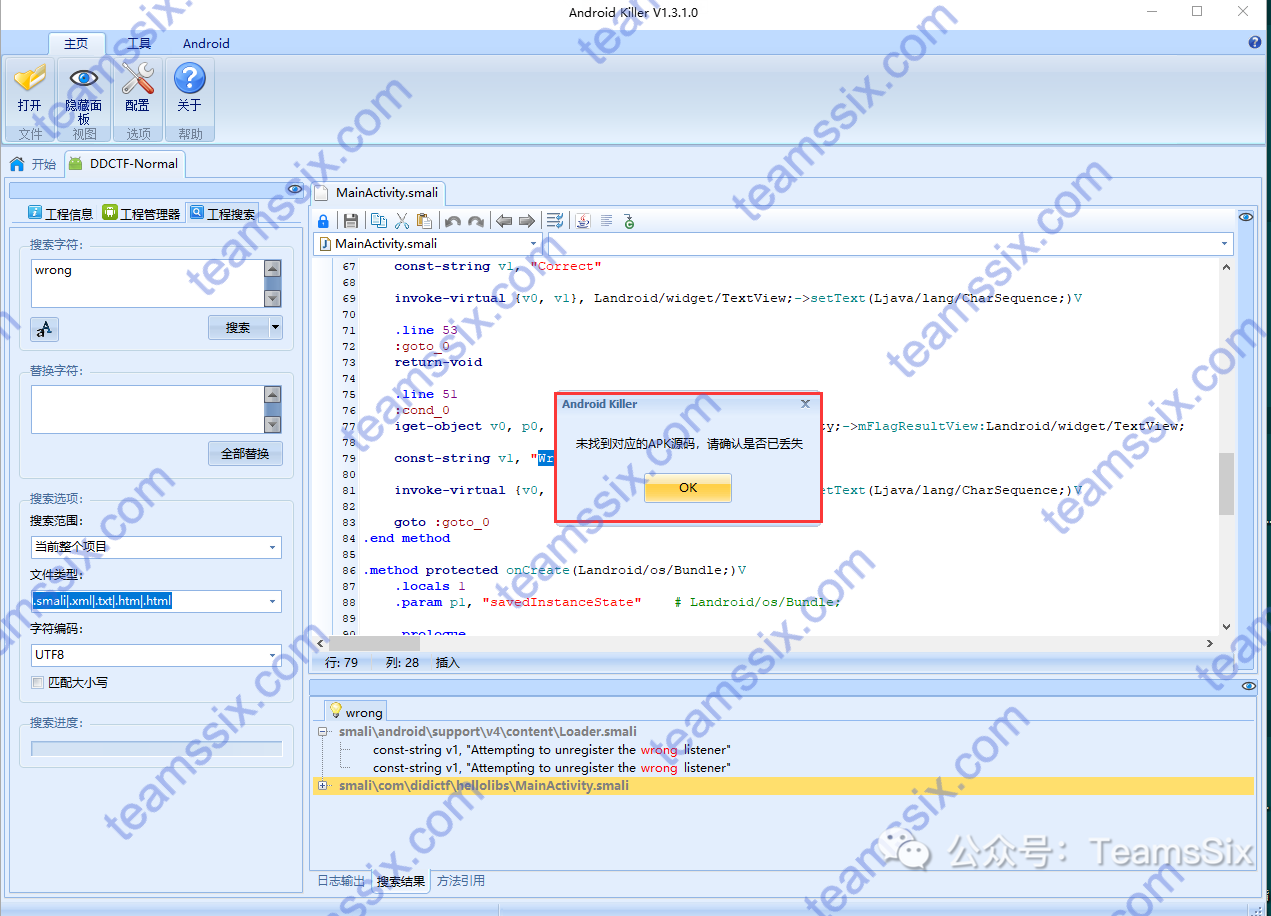 Android Killer V1.3.1.0
主页
工具
Android
打开
隐藏面板
配置
关于
文件
视图
选项
帮助
开始
DDCTF-Normal
工程信息
工程管理器
工程搜索
搜索字符:
wrong
搜索
替换字符:
全部替换
搜索选项:
搜索范围:
当前整个项目
文件类型:
.smali|.xml|.txt|.htm|.html
字符编码:
UTF8
匹配大小写
搜索进度:
MainActivity.smali
MainActivity.smali
67 const-string v1, "Correct"
68
69 invoke-virtual {v0, v1}, Landroid/widget/TextView;->setText(Ljava/lang/CharSequence;)V
70
71 .line 53
72 :goto_0
73 return-void
74
75 .line 51
76 :cond_0
77 iget-object v0, p0, ty;->mFlagResultView:Landroid/widget/TextView;
78
79 const-string v1, "Wr
80
81 invoke-virtual {v0, etText(Ljava/lang/CharSequence;)V
82
83 goto :goto_0
84 .end method
85
86 .method protected onCreate(Landroid/os/Bundle;)V
87 .locals 1
88 .param p1, "savedInstanceState" # Landroid/os/Bundle;
89
90 .prologue
Android Killer
未找到对应的APK源码，请确认是否已丢失
OK
行: 79 列: 28 插入
wrong
smali\android\support\v4\content\Loader.smali
const-string v1, "Attempting to unregister the wrong listener"
const-string v1, "Attempting to unregister the wrong listener"
smali\com\didictf\hellolibs\MainActivity.smali
日志输出
搜索结果
方法引用
公众号：TeamsSix
teamssix.com